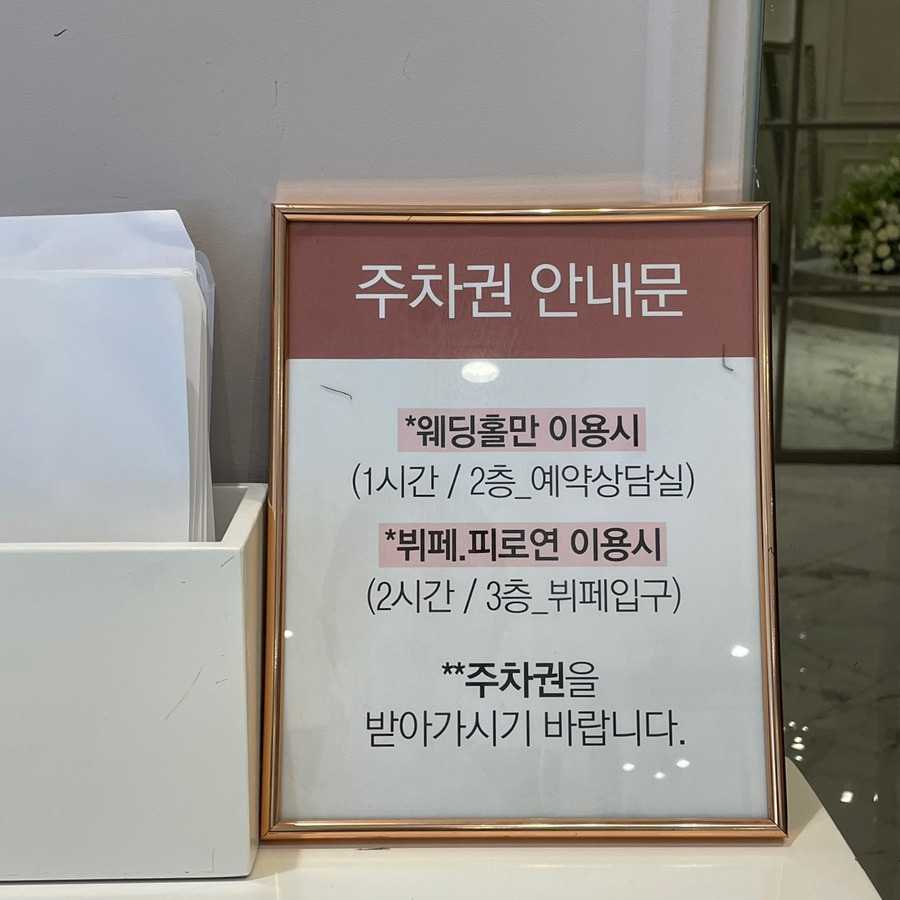 주차권 안내문
*웨딩홀만 이용시
(1시간 / 2층_예약상담실)
*뷔페.피로연 이용시
(2시간 / 3층_뷔페입구)
**주차권을
받아가시기 바랍니다.